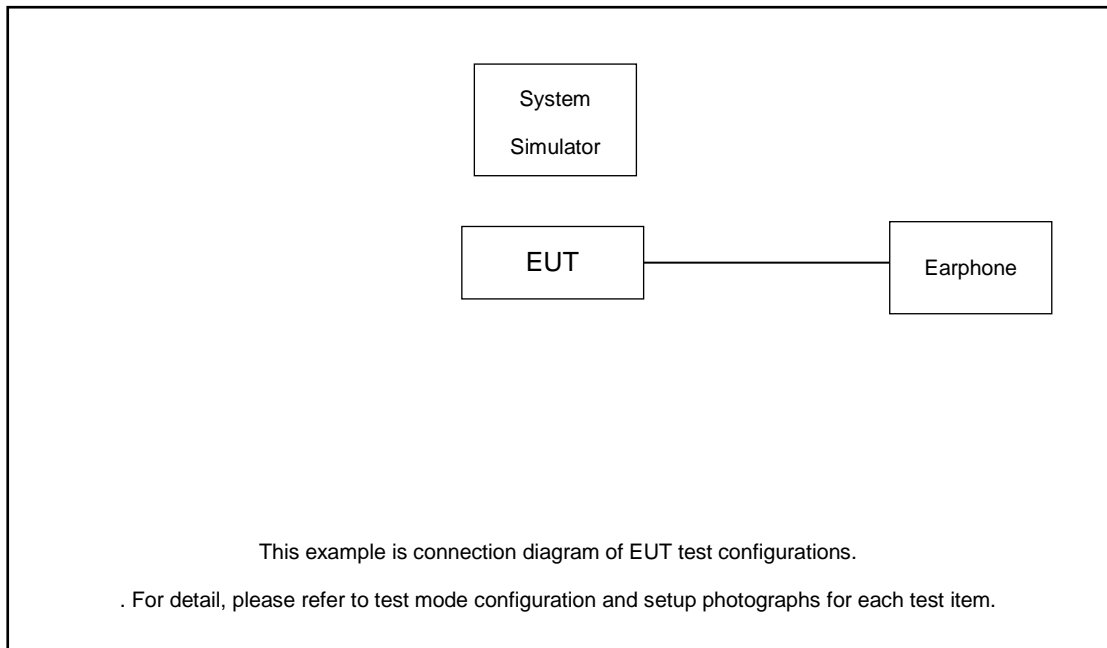 System
Simulator
EUT
Earphone
This example is connection diagram of EUT test configurations.
. For detail, please refer to test mode configuration and setup photographs for each test item.